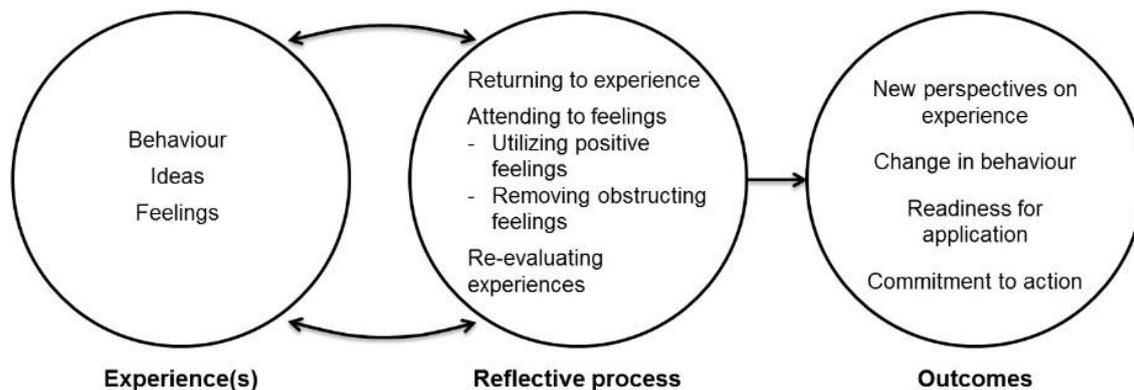 Behaviour
Ideas
Feelings
Returning to experience
Attending to feelings
- Utilizing positive
feelings
- Removing obstructing
feelings
Re-evaluating
experiences
New perspectives on
experience
Change in behaviour
Readiness for
application
Commitment to action
Experience(s)
Reflective process
Outcomes